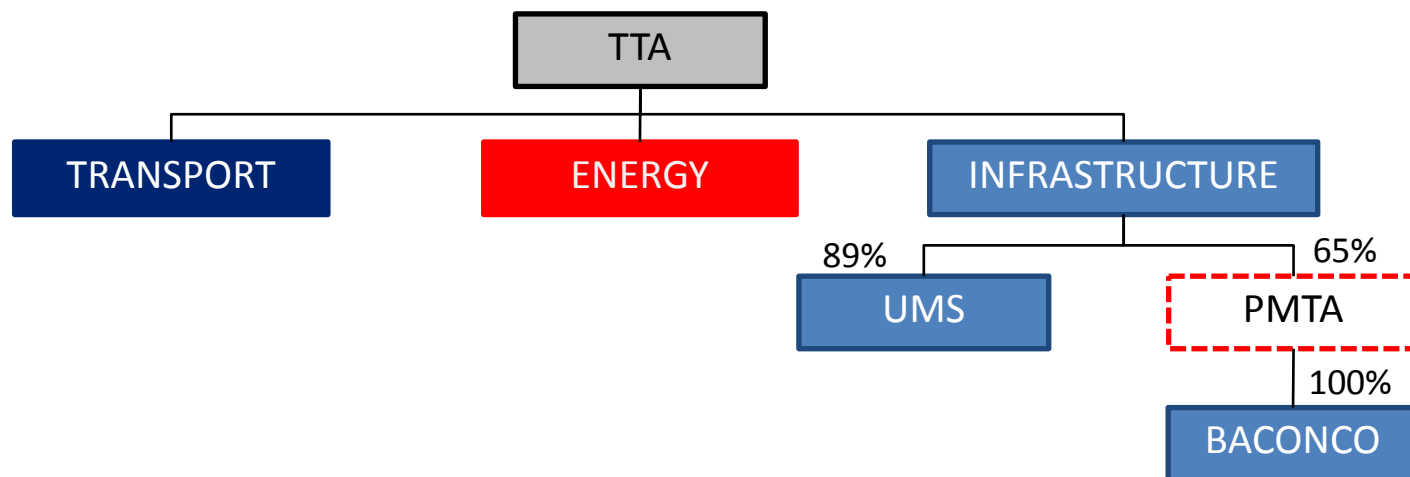 TTA
TRANSPORT
ENERGY
INFRASTRUCTURE
89%
65%
UMS
PMTA
100%
BACONCO